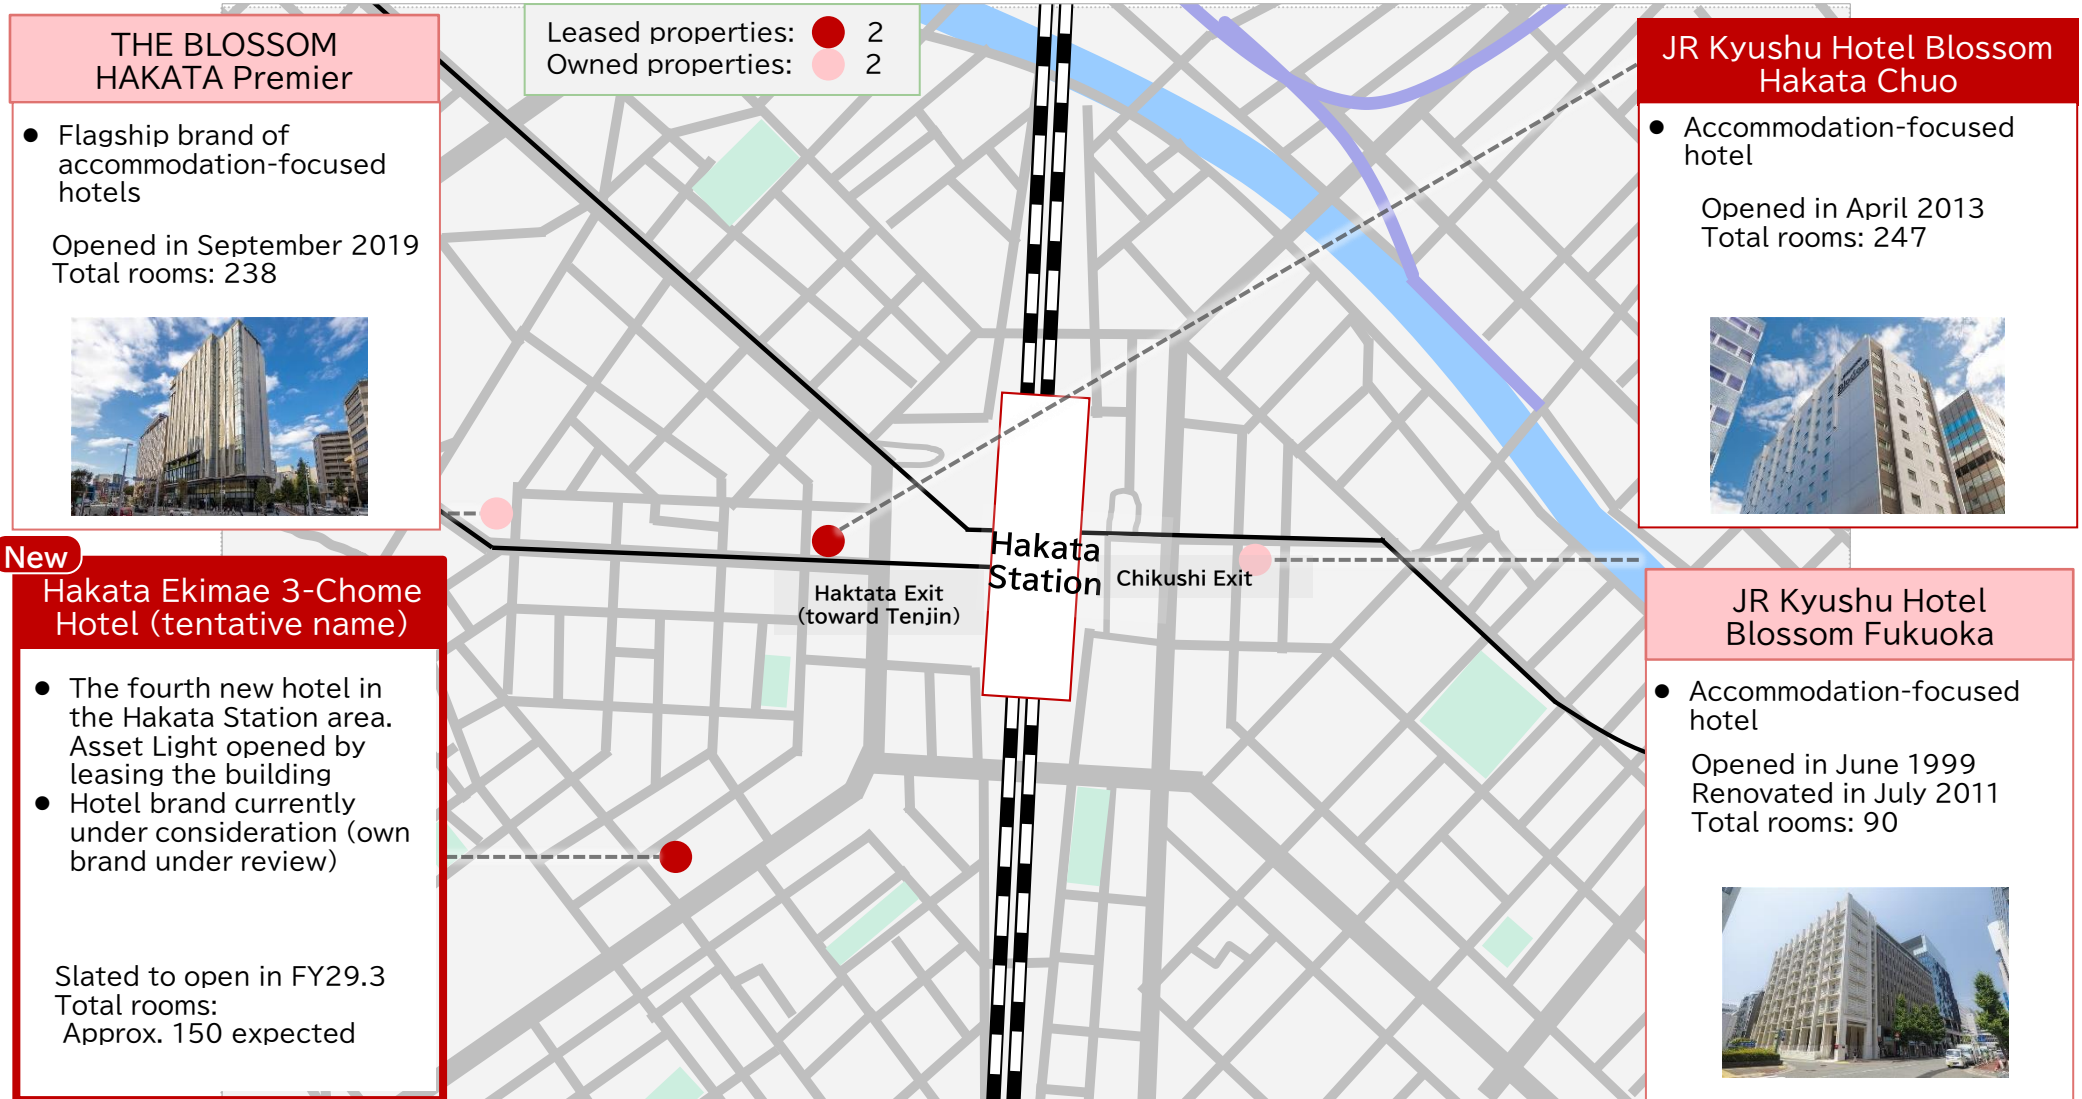 Leased properties: 2
Owned properties: 2
THE BLOSSOM
HAKATA Premier
● Flagship brand of
accommodation-focused
hotels
Opened in September 2019
Total rooms: 238
New
Hakata Ekimae 3-Chome
Hotel (tentative name)
● The fourth new hotel in
the Hakata Station area.
Asset Light opened by
leasing the building
● Hotel brand currently
under consideration (own
brand under review)
Slated to open in FY29.3
Total rooms:
Approx. 150 expected
Hakata
Station
Haktata Exit
(toward Tenjin)
Chikushi Exit
JR Kyushu Hotel Blossom
Hakata Chuo
● Accommodation-focused
hotel
Opened in April 2013
Total rooms: 247
Blossom
JR Kyushu Hotel
Blossom Fukuoka
● Accommodation-focused
hotel
Opened in June 1999
Renovated in July 2011
Total rooms: 90